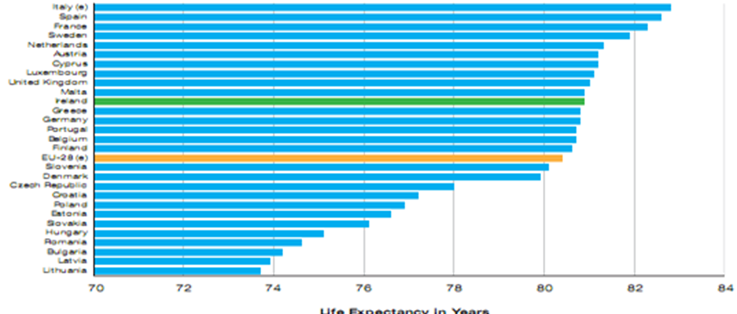 Italy (e)
Spain
France
Sweden
Netherlands
Austria
Cyprus
Luxembourg
United Kingdom
Malta
Ireland
Greece
Germany
Portugal
Belgium
Finland
EU-28 (e)
Slovenia
Denmark
Czech Republic
Croatia
Poland
Estonia
Slovakia
Hungary
Romania
Bulgaria
Latvia
Lithuania
70 72 74 76 78 80 82 84
Life Expectancy in Years